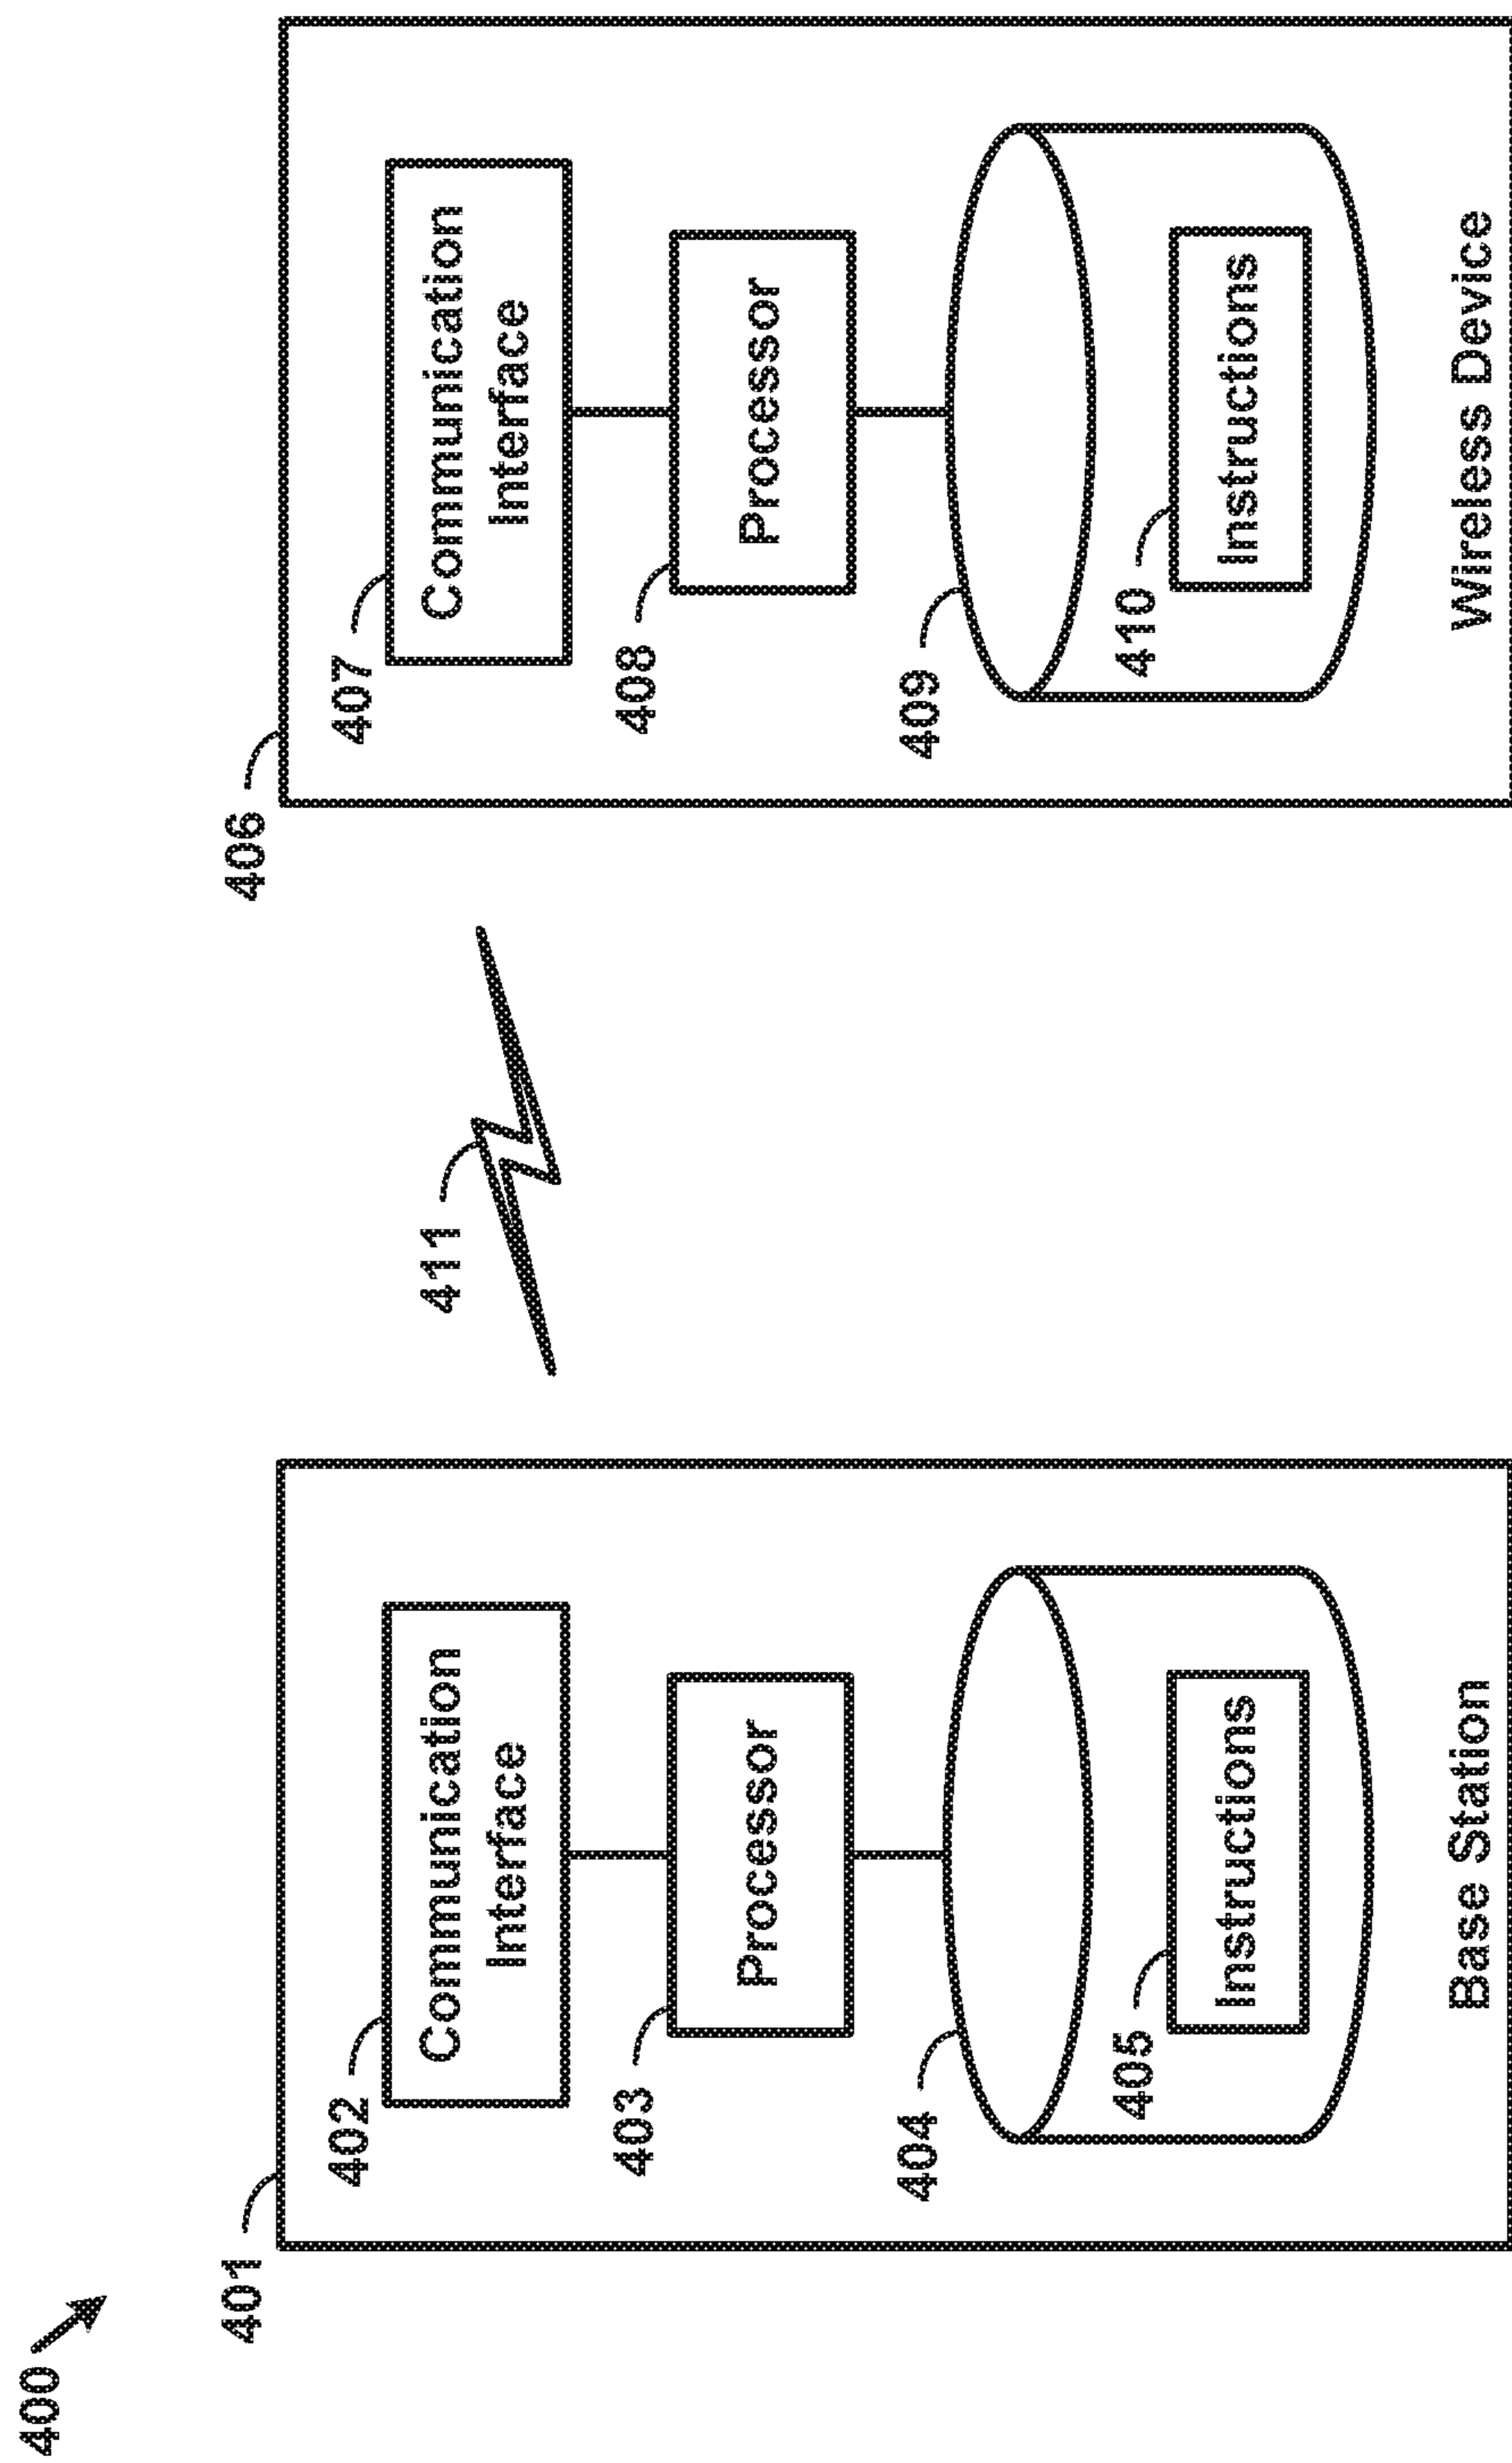 400
401
402
Communication
Interface
403
Processor
404
405
Instructions
Base Station
411
406
407
Communication
Interface
408
Processor
409
410
Instructions
Wireless Device